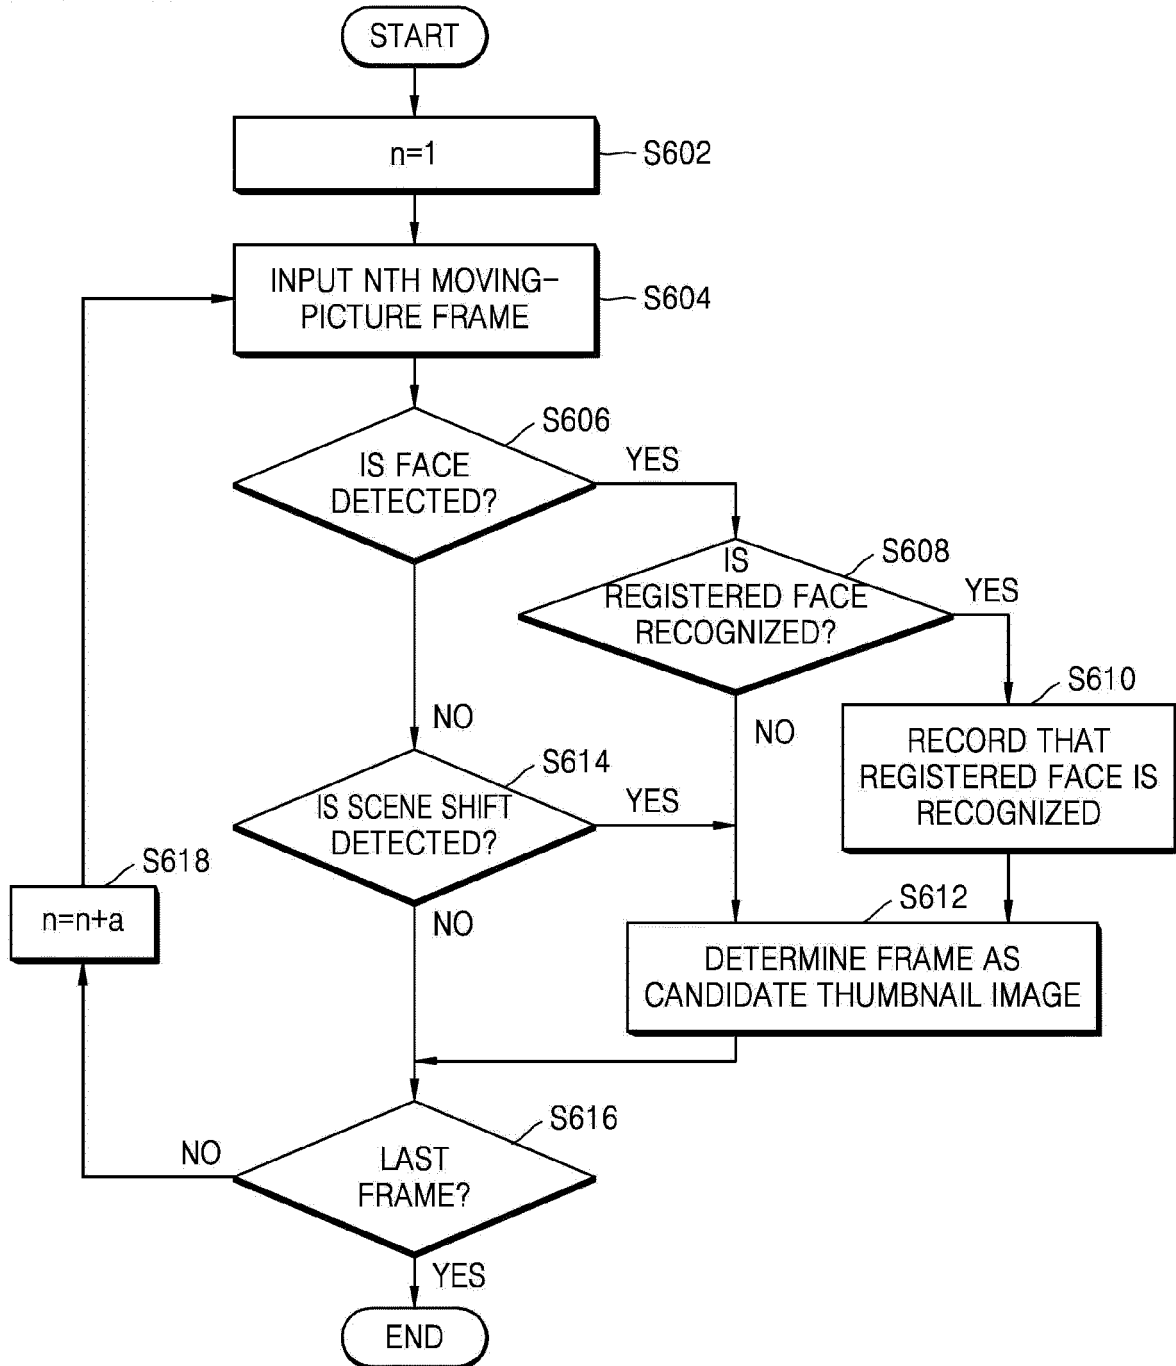 START
n=1
S602
INPUT NTH MOVING-
PICTURE FRAME
S604
S606
IS FACE
DETECTED?
YES
S608
IS
REGISTERED FACE
RECOGNIZED?
YES
S610
RECORD THAT
REGISTERED FACE IS
RECOGNIZED
NO
NO
S614
IS SCENE SHIFT
DETECTED?
YES
S618
n=n+a
NO
S612
DETERMINE FRAME AS
CANDIDATE THUMBNAIL IMAGE
S616
LAST
FRAME?
NO
YES
END